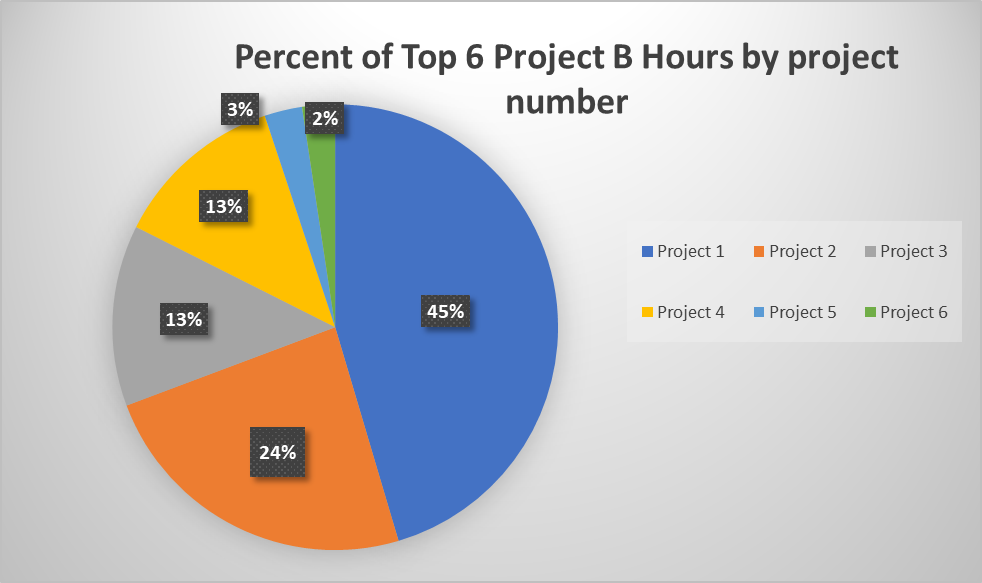 Percent of Top 6 Project B Hours by project
number
3%
2%
13%
13%
45%
24%
Project 1
Project 2
Project 3
Project 4
Project 5
Project 6